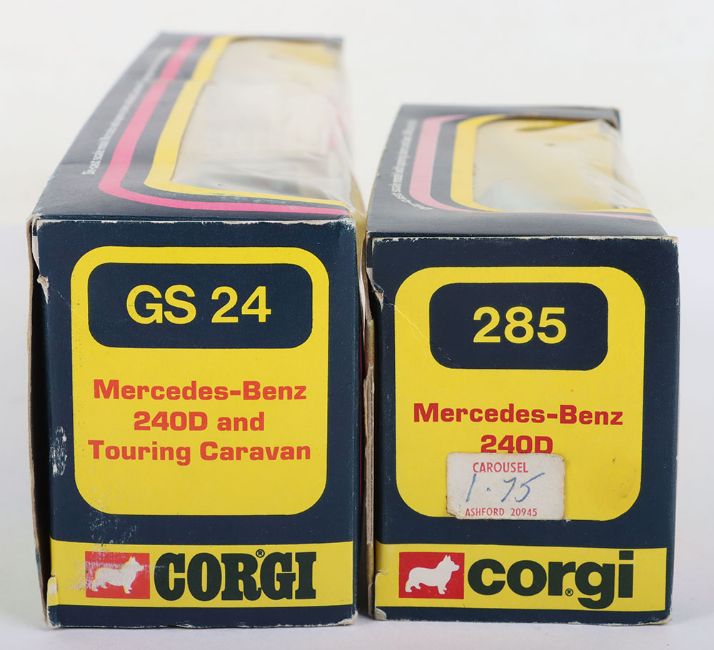 GS 24
Mercedes-Benz
240D and
Touring Caravan
CORGI®
285
Mercedes-Benz
240D
CAROUSEL
1.75
ASHFORD 20945
corgi®